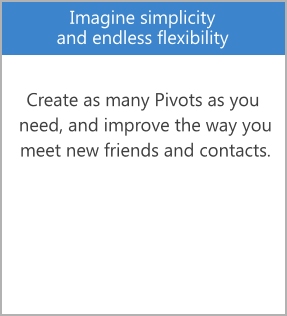 Imagine simplicity
and endless flexibility
Create as many Pivots as you
need, and improve the way you
meet new friends and contacts.